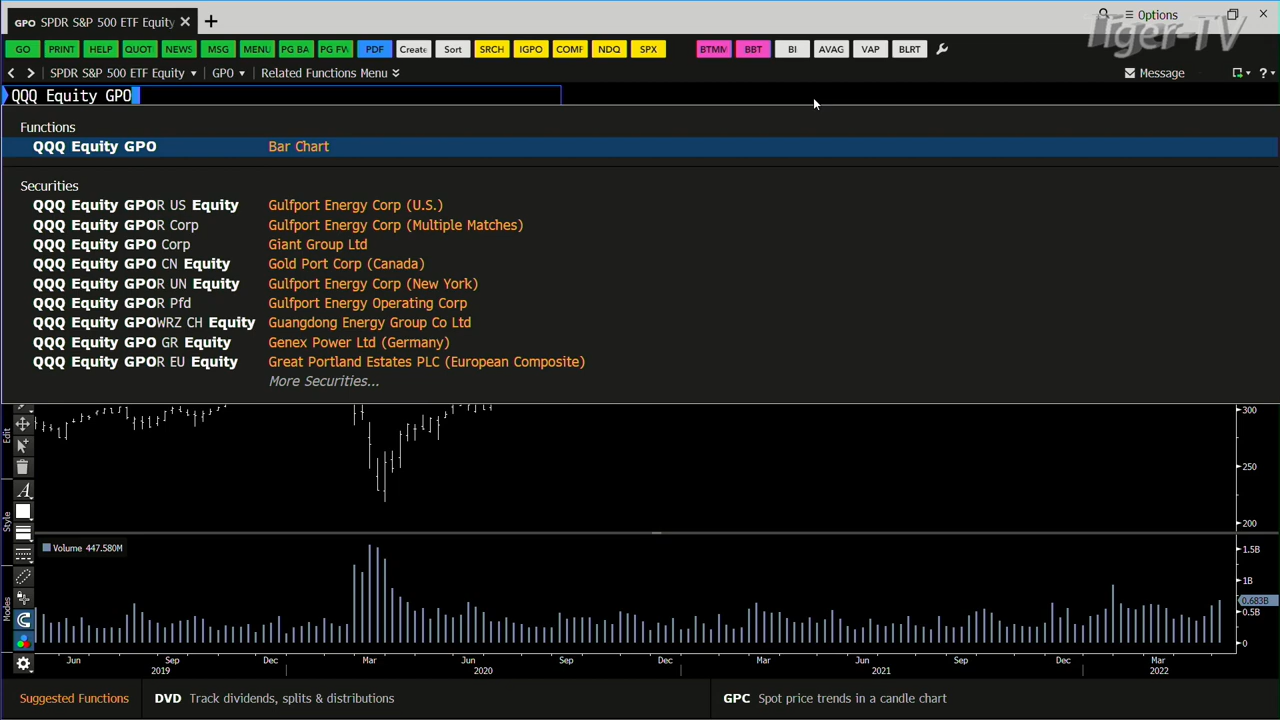 GPO SPDR S&P 500 ETF Equity
Options
Tiger-TV
GO PRINT HELP QUOT NEWS MSG MENU PG BA PG FW PDF Create Sort SRCH IGPO COMF NDQ SPX BTMM BBT BI AVAG VAP BLRT
SPDR S&P 500 ETF Equity GPO Related Functions Menu Message ?
QQQ Equity GPO
Functions
QQQ Equity GPO Bar Chart
Securities
QQQ Equity GPOR US Equity Gulfport Energy Corp (U.S.)
QQQ Equity GPOR Corp Gulfport Energy Corp (Multiple Matches)
QQQ Equity GPO Corp Giant Group Ltd
QQQ Equity GPO CN Equity Gold Port Corp (Canada)
QQQ Equity GPOR UN Equity Gulfport Energy Corp (New York)
QQQ Equity GPOR Pfd Gulfport Energy Operating Corp
QQQ Equity GPOWRZ CH Equity Guangdong Energy Group Co Ltd
QQQ Equity GPO GR Equity Genex Power Ltd (Germany)
QQQ Equity GPOR EU Equity Great Portland Estates PLC (European Composite)
More Securities...
300
Edit
250
A
Style
200
Volume 447.580M
1.5B
1B
Modes
0.683B
0.5B
0
Jun Sep Dec Mar Jun Sep Dec Mar Jun Sep Dec Mar
2019 2020 2021 2022
Suggested Functions DVD Track dividends, splits & distributions GPC Spot price trends in a candle chart